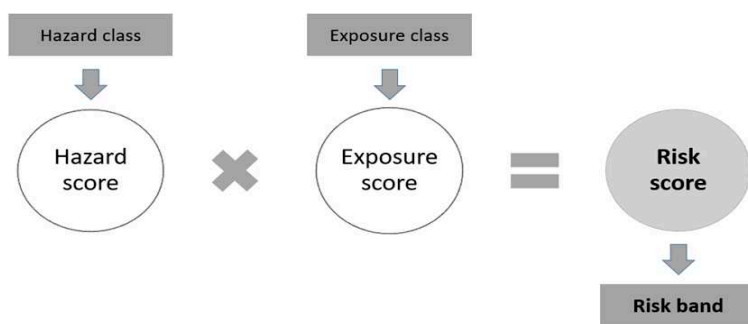 Hazard class
Exposure class
Hazard
score
Exposure
score
Risk
score
Risk band